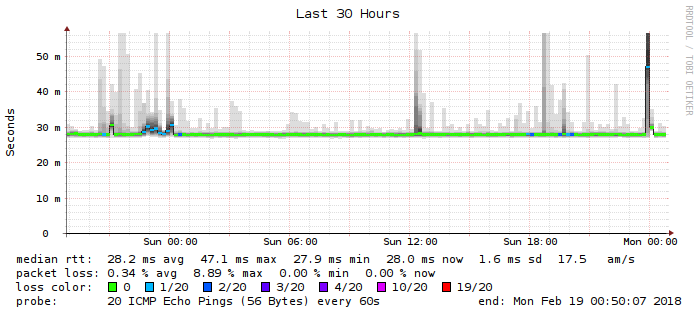 Last 30 Hours
RRDTOOL / TOBI OETIKER
Seconds
50 m
40 m
30 m
20 m
10 m
0
Sun 00:00 Sun 06:00 Sun 12:00 Sun 18:00 Mon 00:00
median rtt: 28.2 ms avg 47.1 ms max 27.9 ms min 28.0 ms now 1.6 ms sd 17.5 am/s
packet loss: 0.34 % avg 8.89 % max 0.00 % min 0.00 % now
loss color: 0 1/20 2/20 3/20 4/20 10/20 19/20
probe: 20 ICMP Echo Pings (56 Bytes) every 60s end: Mon Feb 19 00:50:07 2018